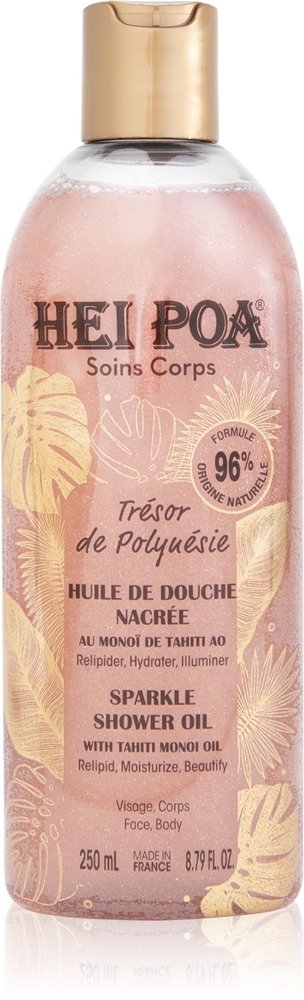 HEI POA®
Soins Corps
FORMULE
96%
ORIGINE NATURELLE
Trésor
de Polynésie
HUILE DE DOUCHE
NACRÉE
AU MONOÏ DE TAHITI AO
Relipider, Hydrater, Illuminer
SPARKLE
SHOWER OIL
WITH TAHITI MONOI OIL
Relipid, Moisturize, Beautify
Visage, Corps
Face, Body
250 mL MADE IN FRANCE 8.79 FL.OZ.